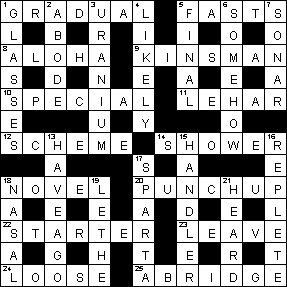 1 2 3 4 5 6 7
G R A D U A L F A S T S
L B R I I O O
8 9
A L O H A K I N S M A N
S D N E A E A
10 11
S P E C I A L L E H A R
U Y O
12 13 14 15 16
S C H E M E S H O W E R
17
A S A E
18 19 20 21
N O V E L P U N C H U P
A E E A D E L
22 23
S T A R T E R L E A V E
A G H T E R T
24 25
L O O S E A B R I D G E